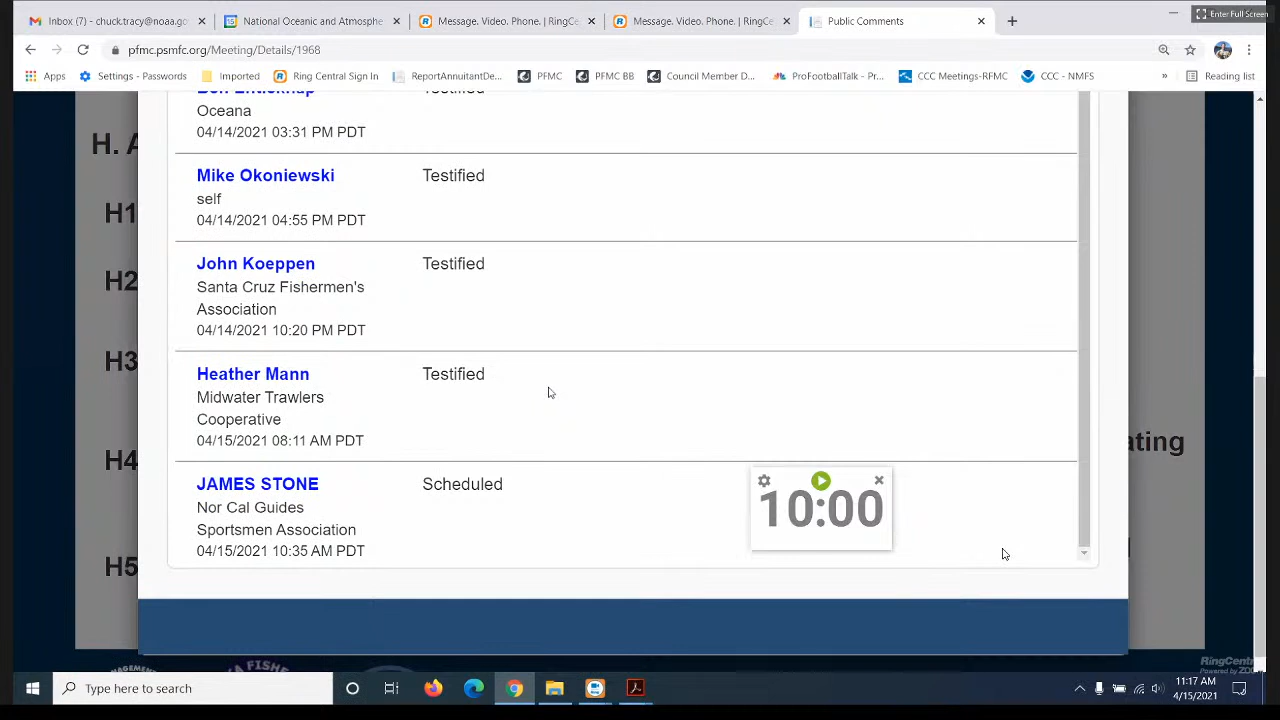 Inbox (7) - chuck.tracy@noaa.go
National Oceanic and Atmosphe
Message. Video. Phone | RingCe
Message. Video. Phone | RingCe
Public Comments
Enter Full Screen
pfmc.psmfc.org/Meeting/Details/1968
Apps
Settings - Passwords
Imported
Ring Central Sign In
ReportAnnuitantDe...
PFMC
PFMC BB
Council Member D...
ProFootballTalk - Pr...
CCC Meetings-RFMC
CCC - NMFS
»
Reading list
H. A
H1
H2
H3
H4
H5
ating
Testified
Oceana
04/14/2021 03:31 PM PDT
Mike Okoniewski Testified
self
04/14/2021 04:55 PM PDT
John Koeppen Testified
Santa Cruz Fishermen's
Association
04/14/2021 10:20 PM PDT
Heather Mann Testified
Midwater Trawlers
Cooperative
04/15/2021 08:11 AM PDT
JAMES STONE Scheduled
Nor Cal Guides
Sportsmen Association
04/15/2021 10:35 AM PDT
10:00
RingCent
Powered by ZO
Type here to search
11:17 AM
4/15/2021